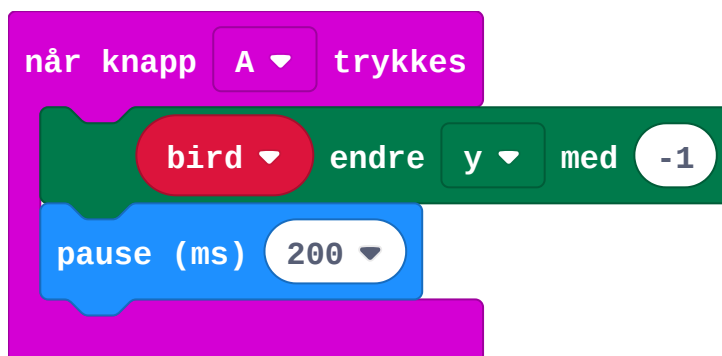 når knapp A trykkes
bird endre y med -1
pause (ms) 200